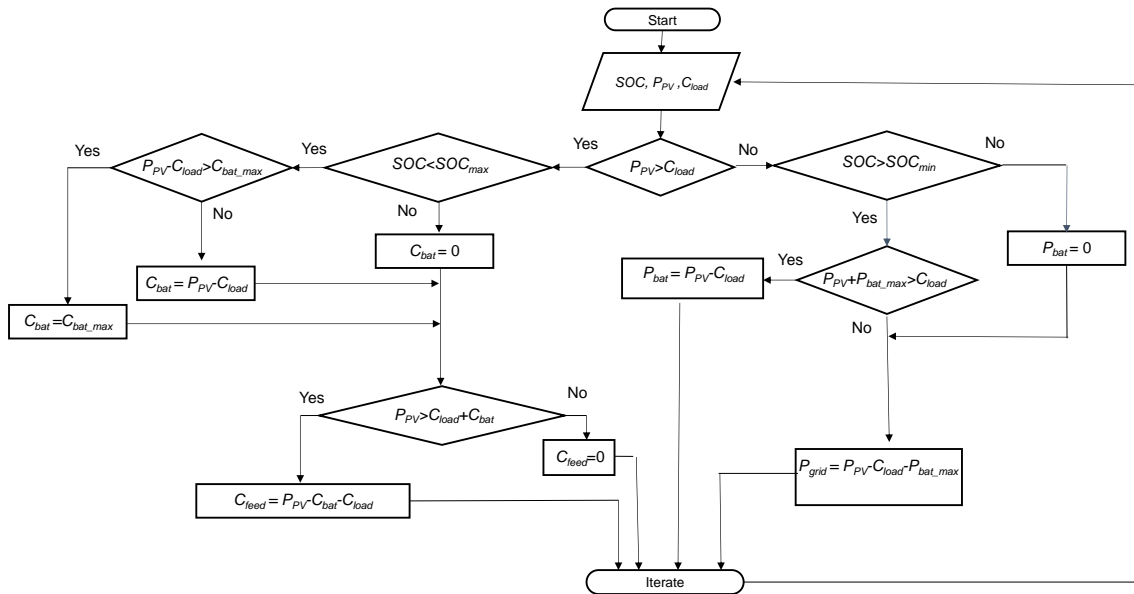 Start
SOC, P_PV ,C_load
Yes
Yes
Yes
No
No
P_PV-C_load>C_bat_max
SOC<SOC_max
P_PV>C_load
SOC>SOC_min
No
No
Yes
C_bat = 0
P_bat = 0
C_bat = P_PV-C_load
P_bat = P_PV-C_load
Yes
P_PV+P_bat_max>C_load
C_bat =C_bat_max
No
Yes
No
P_PV>C_load+C_bat
C_feed=0
P_grid = P_PV-C_load-P_bat_max
C_feed = P_PV-C_bat-C_load
Iterate